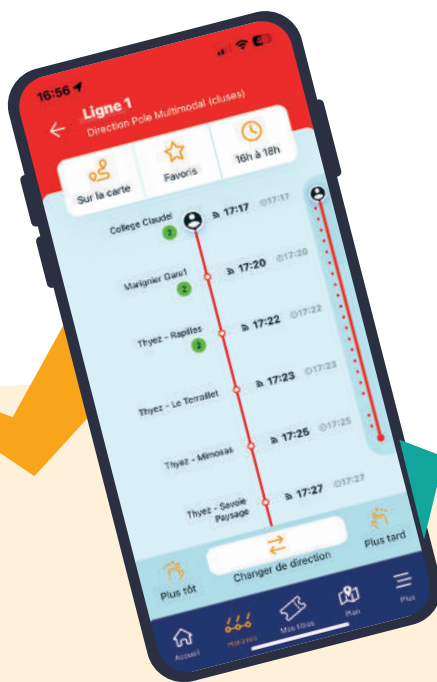 16:56
Ligne 1
Direction Pole Multimodal (cluses)
Sur la carte
Favoris
16h à 18h
College Claudel
2
17:17
17:17
Marignier Gare1
2
17:20
17:20
Thyez - Rapilles
2
17:22
17:22
Thyez - Le Terraillet
17:23
17:23
Thyez - Mimosas
17:25
17:25
Thyez - Savoie
Paysage
17:27
17:27
Plus tôt
Changer de direction
Plus tard
Accueil
Horaires
Mes titres
Plan
Plus